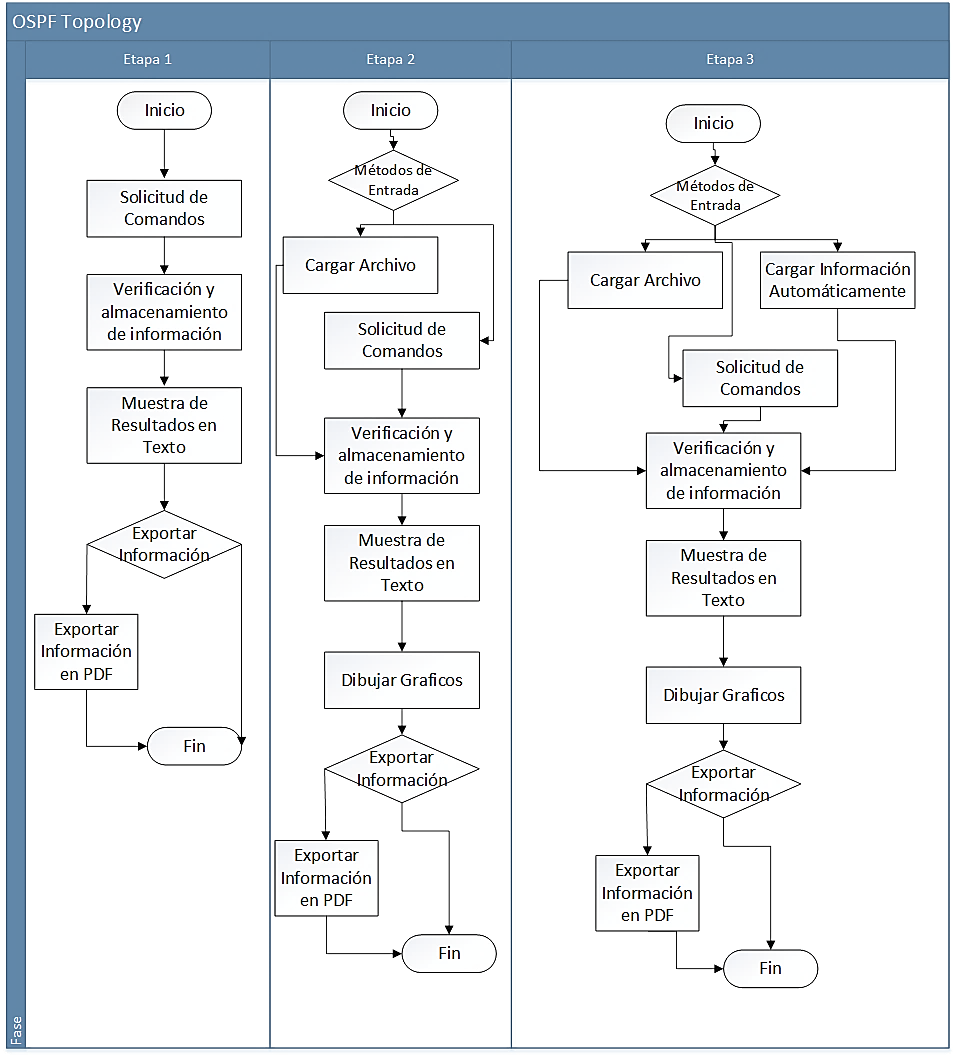 OSPF Topology
Etapa 1
Etapa 2
Etapa 3
Fase
Inicio
Solicitud de
Comandos
Verificación y
almacenamiento
de información
Muestra de
Resultados en
Texto
Exportar
Información
Exportar
Información
en PDF
Fin
Inicio
Métodos de
Entrada
Cargar Archivo
Solicitud de
Comandos
Verificación y
almacenamiento
de información
Muestra de
Resultados en
Texto
Dibujar Graficos
Exportar
Información
Exportar
Información
en PDF
Fin
Inicio
Métodos de
Entrada
Cargar Archivo
Cargar Información
Automáticamente
Solicitud de
Comandos
Verificación y
almacenamiento
de información
Muestra de
Resultados en
Texto
Dibujar Graficos
Exportar
Información
Exportar
Información
en PDF
Fin